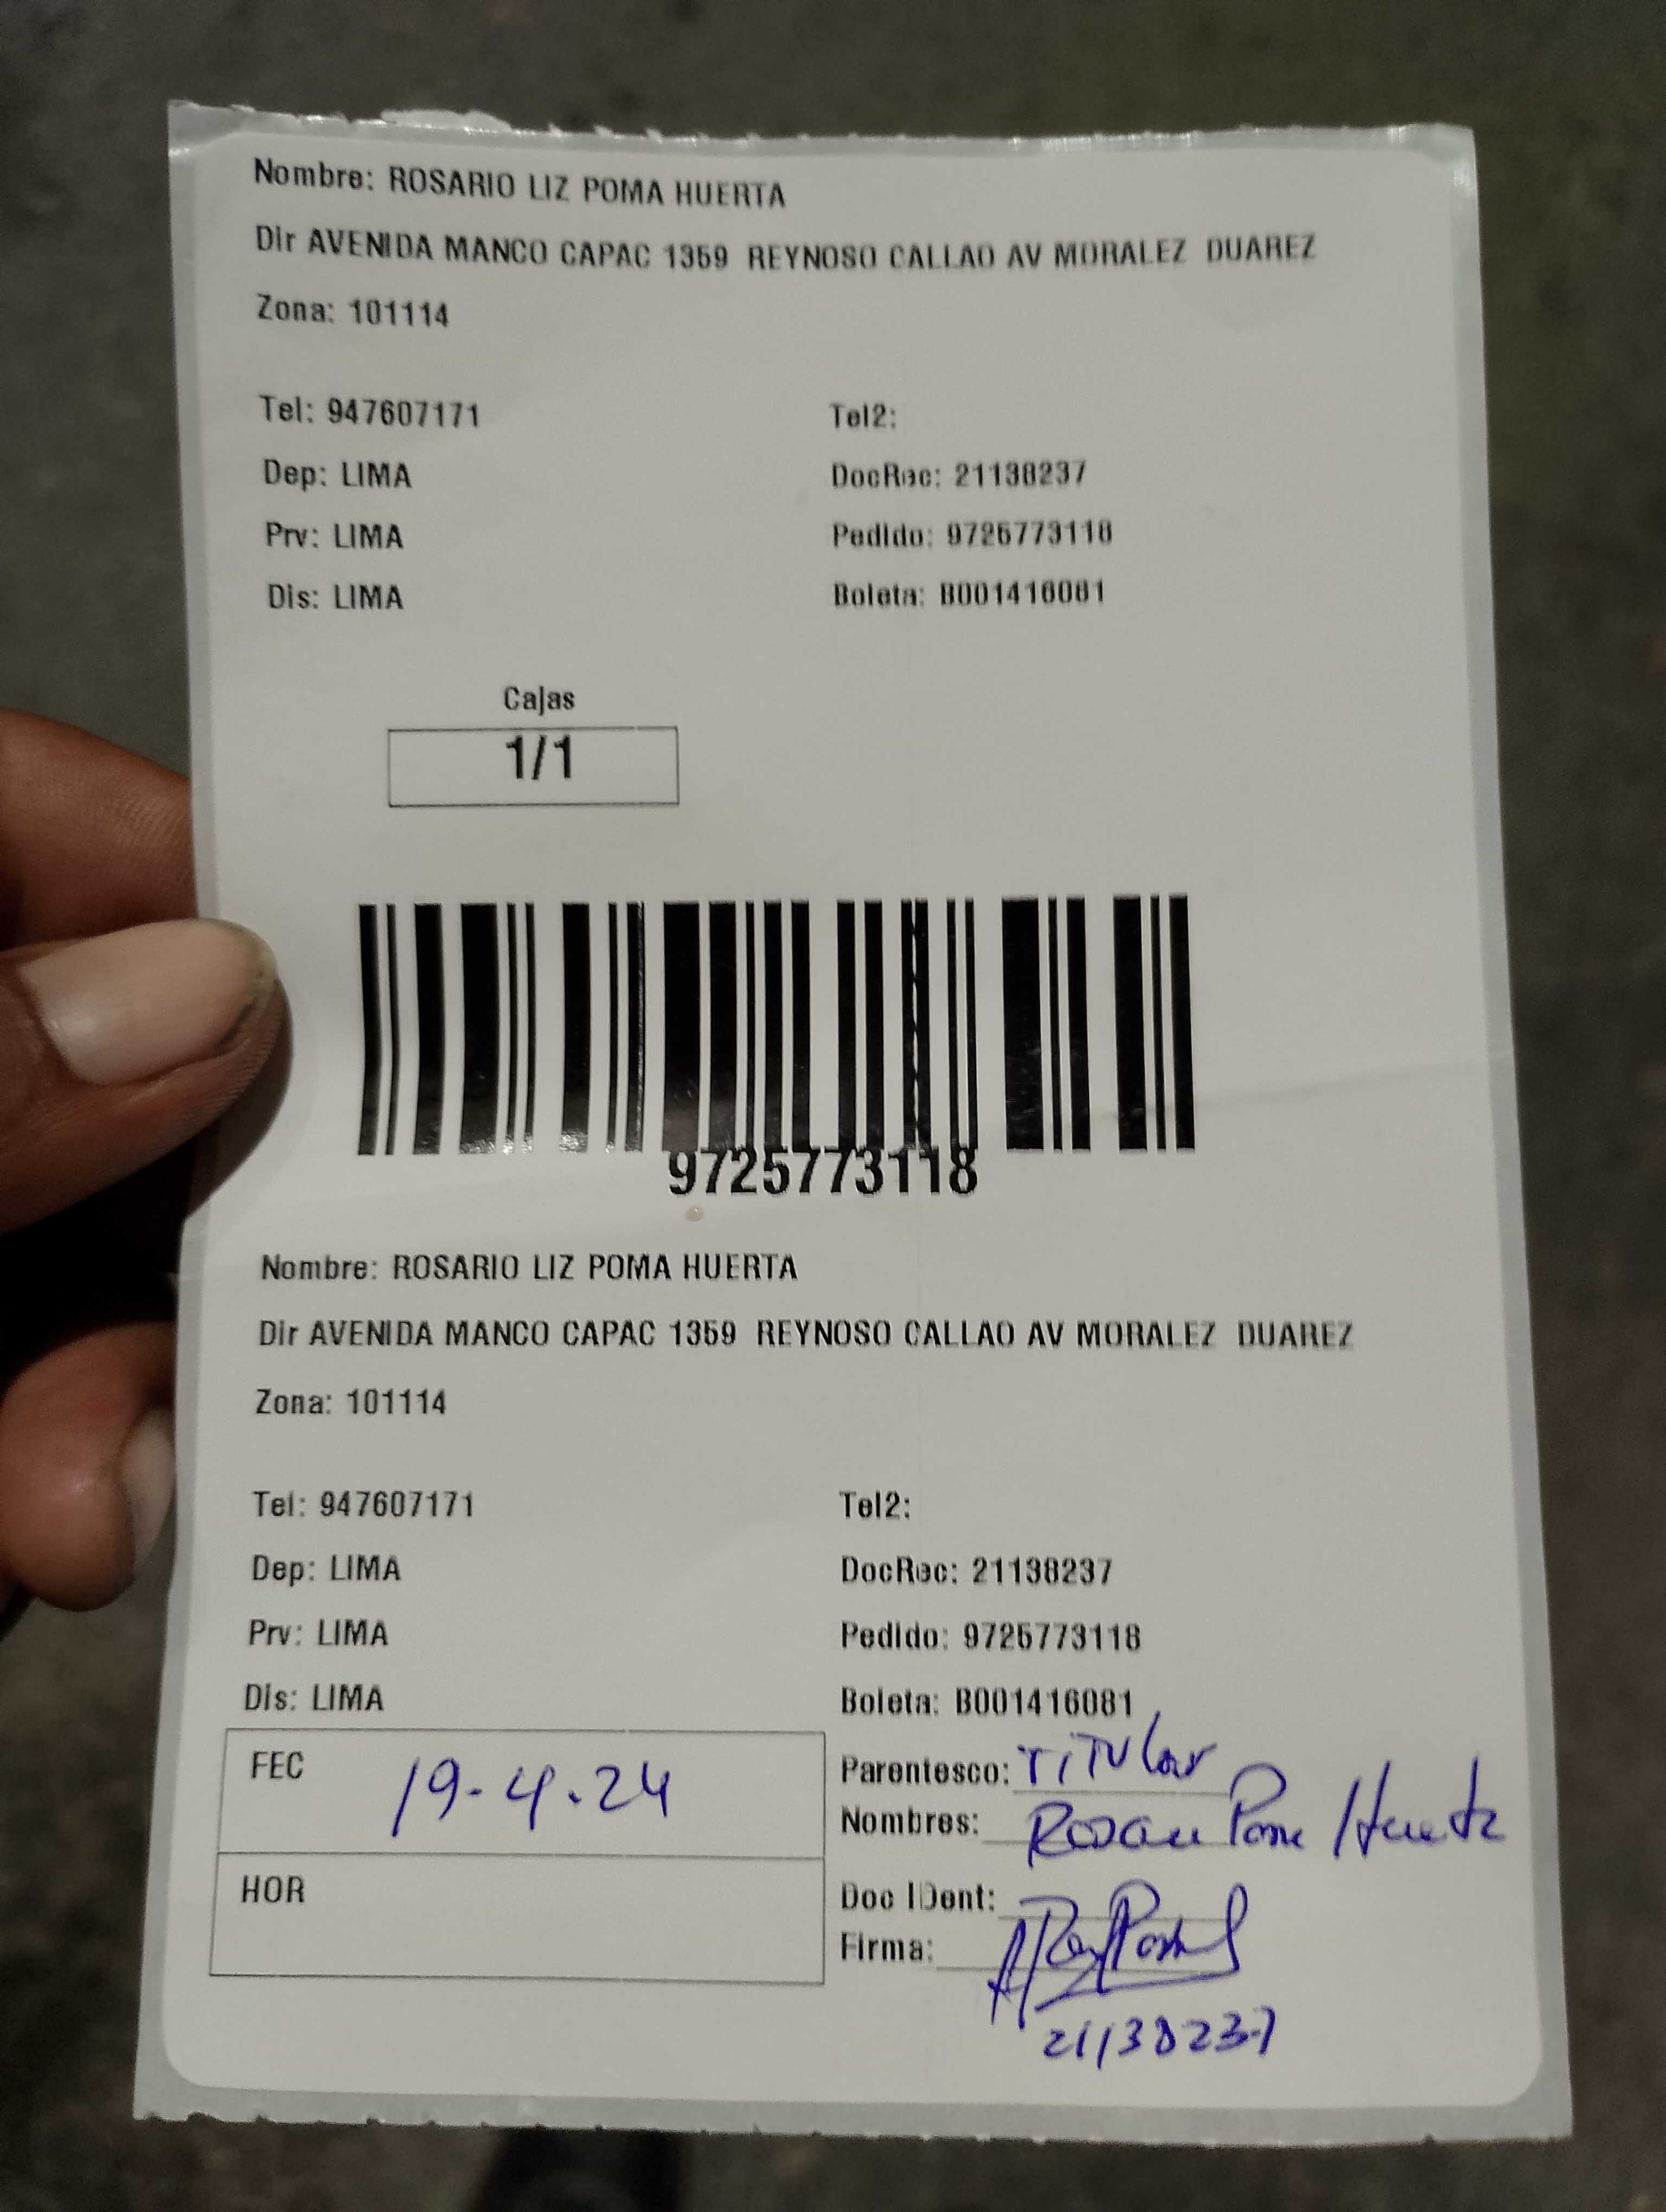 Nombre: ROSARIO LIZ POMA HUERTA
Dir AVENIDA MANCO CAPAC 1359 REYNOSO CALLAO AV MORALEZ DUAREZ
Zona: 101114
Tel: 947607171 Tel2:
Dep: LIMA DocRec: 21138237
Prv: LIMA Pedido: 9725773118
Dis: LIMA Boleta: B001416081
Cajas
1/1
9725773118
Nombre: ROSARIO LIZ POMA HUERTA
Dir AVENIDA MANCO CAPAC 1359 REYNOSO CALLAO AV MORALEZ DUAREZ
Zona: 101114
Tel: 947607171 Tel2:
Dep: LIMA DocRec: 21138237
Prv: LIMA Pedido: 9725773118
Dis: LIMA Boleta: B001416081
FEC 19-4.24 Parentesco: TITULar
Nombres: Poma Huerta
HOR Doc IDent:
Firma:
21138237